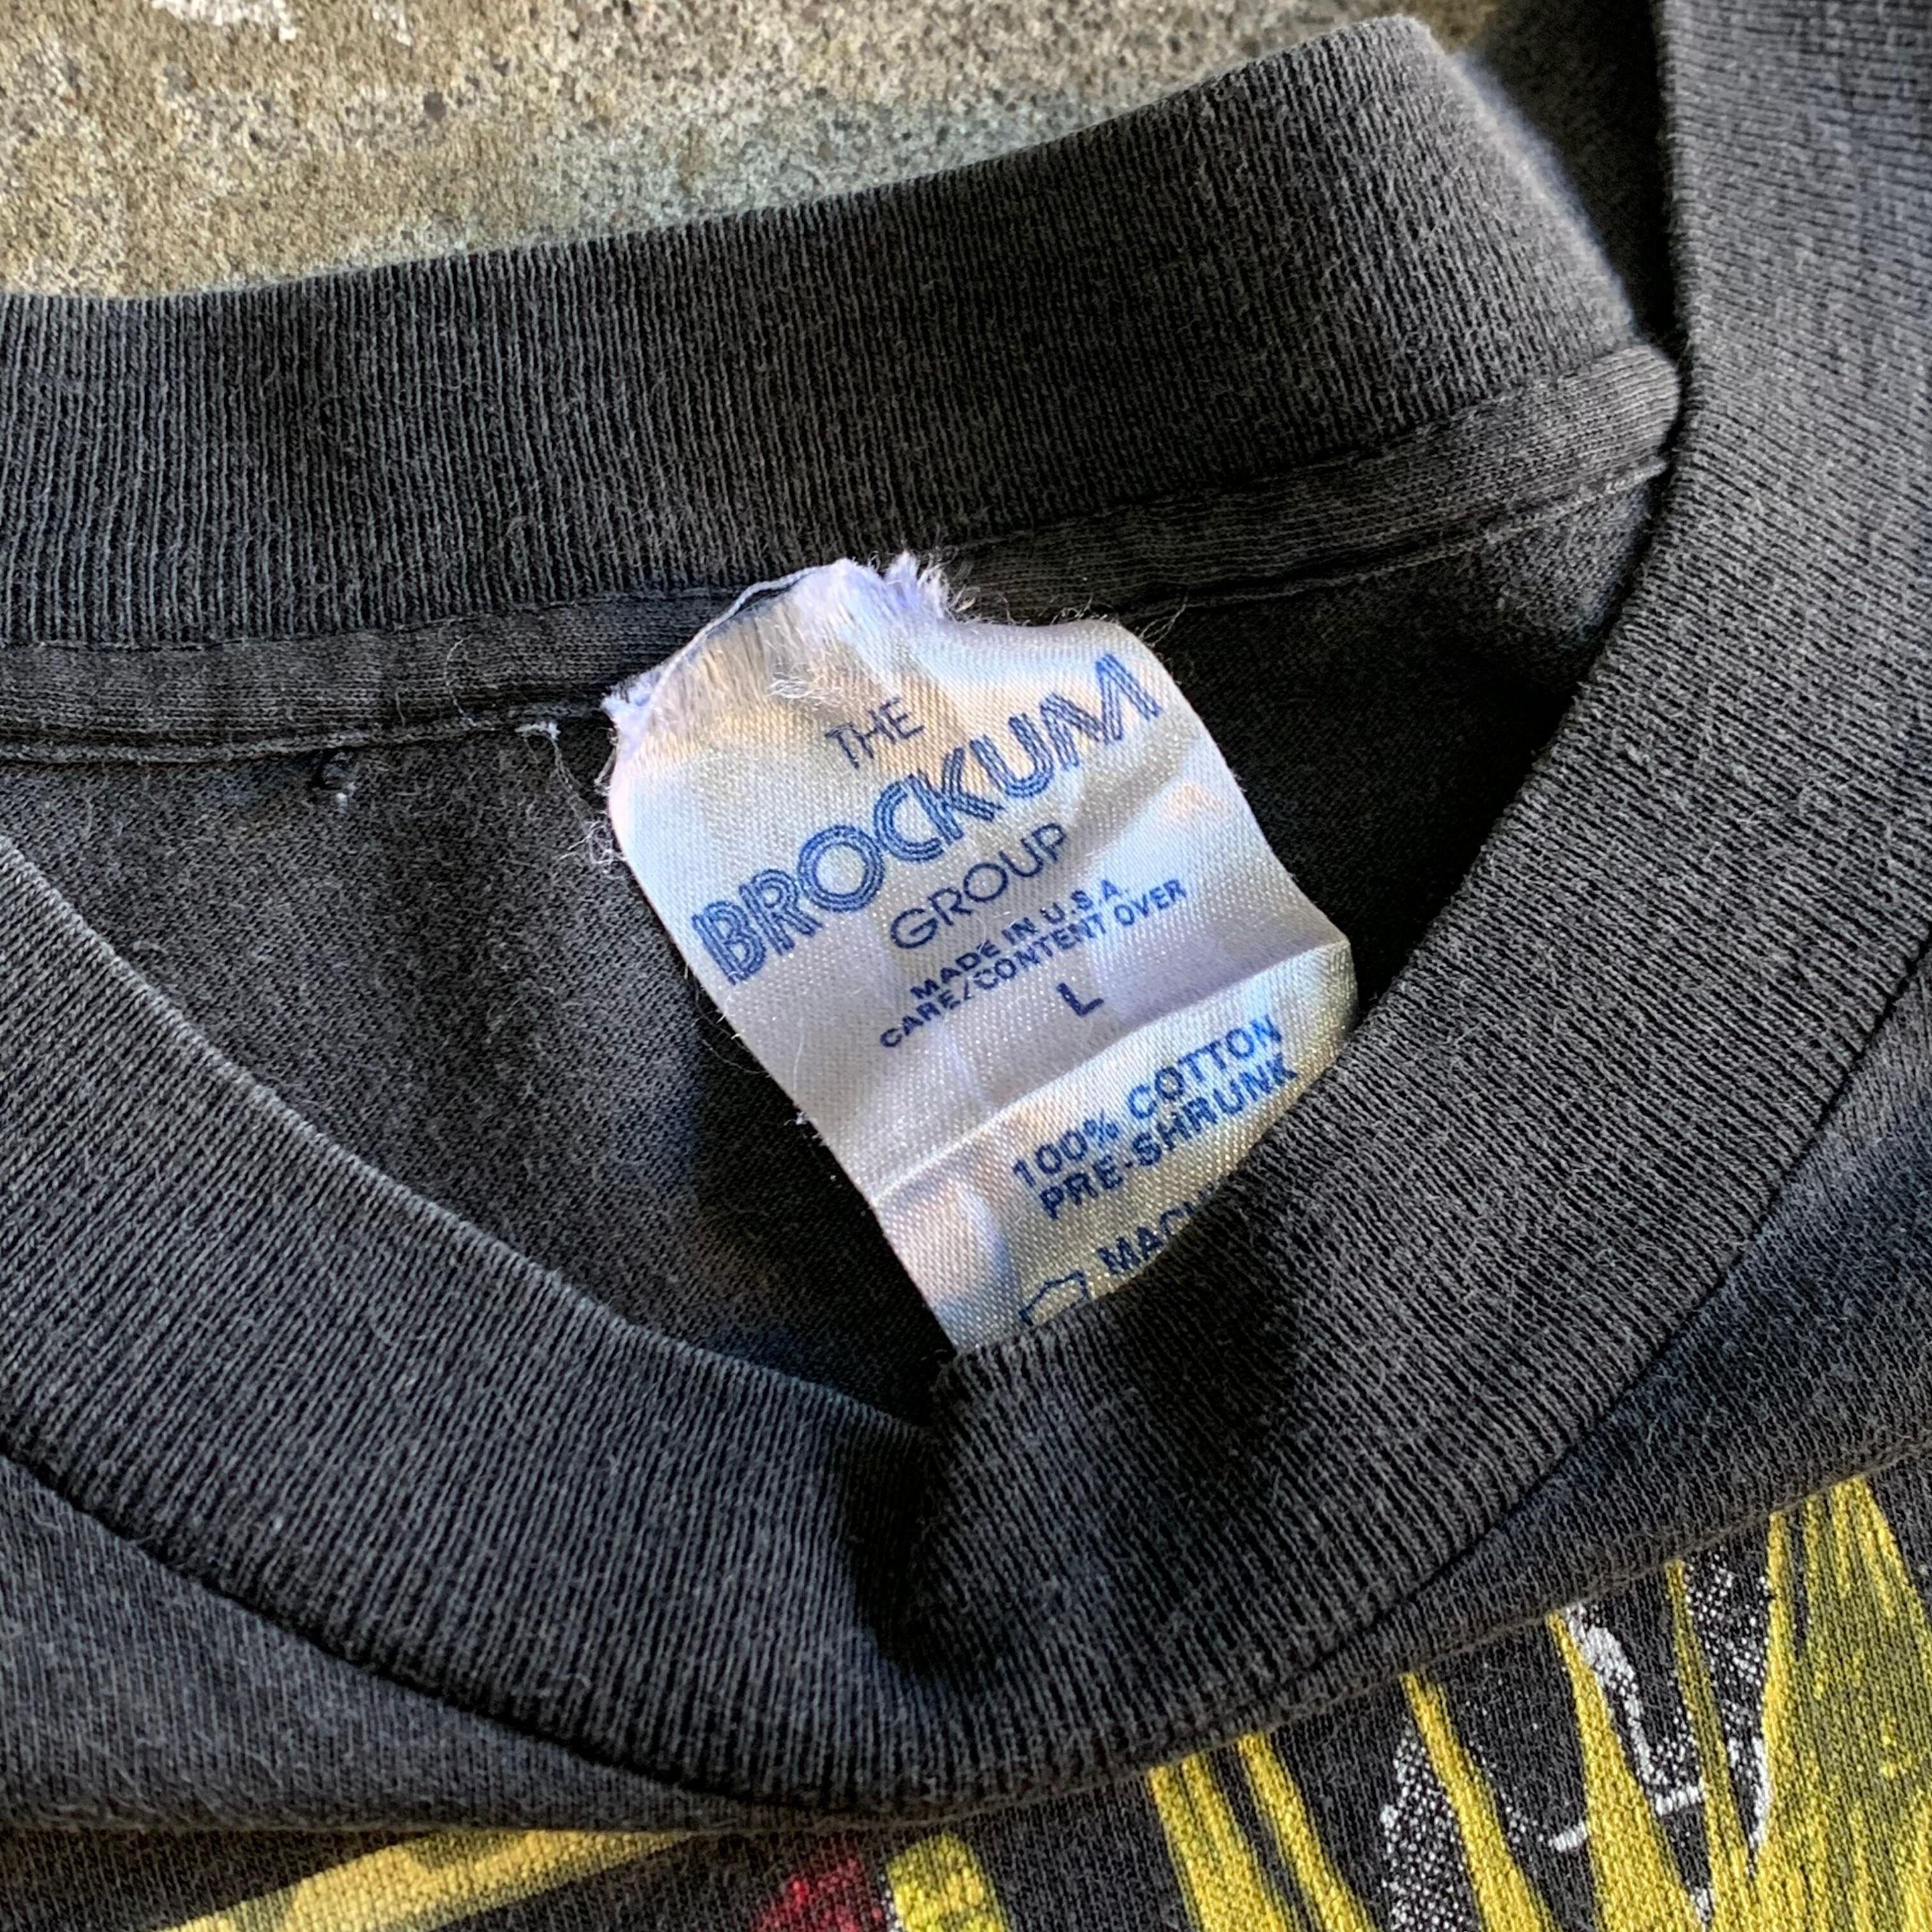 THE
BROCKUM
GROUP
MADE IN U.S.A.
CARE/CONTENT OVER
L
100% COTTON
PRE-SHRUNK